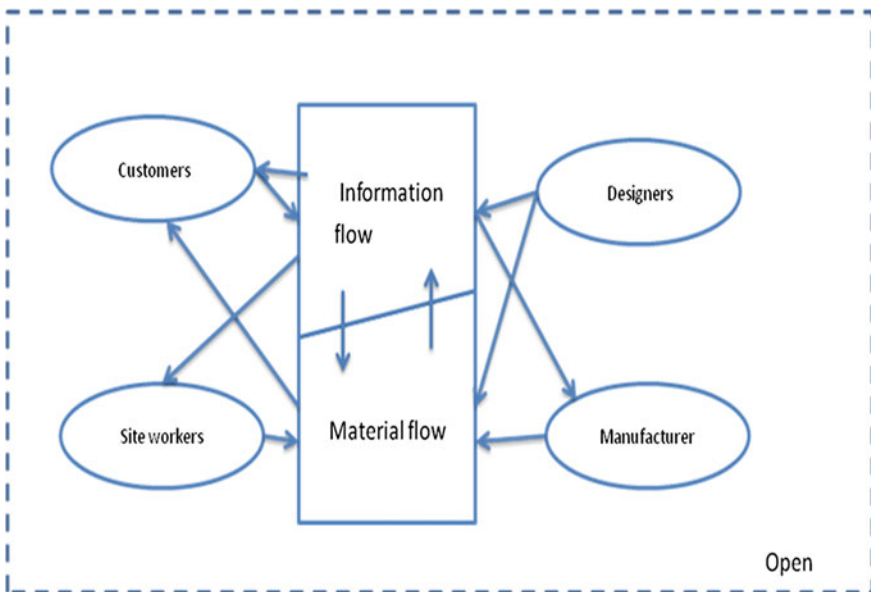 Customers
Information
flow
Designers
Site workers
Material flow
Manufacturer
Open